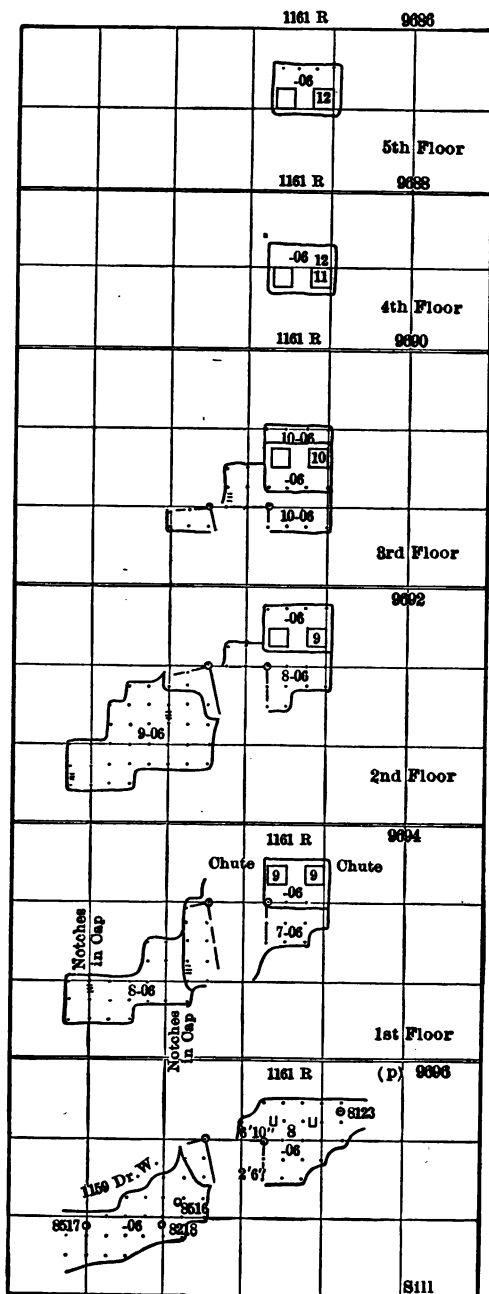 1161 R 9686
-06
12
5th Floor
1161 R 9688
-06 12
11
4th Floor
1161 R 9690
10-06
10
-06
10-06
3rd Floor
9692
-06
9
8-06
9-06
2nd Floor
9694
1161 R
Chute Chute
9 9
-06
7-06
Notches
in Cap
8-06
Notches
in Cap
1st Floor
1161 R (p) 9696
8123
6'10" 8
-06
2'6"
1159 Dr. W.
8516
8517 -06 8218
Sill